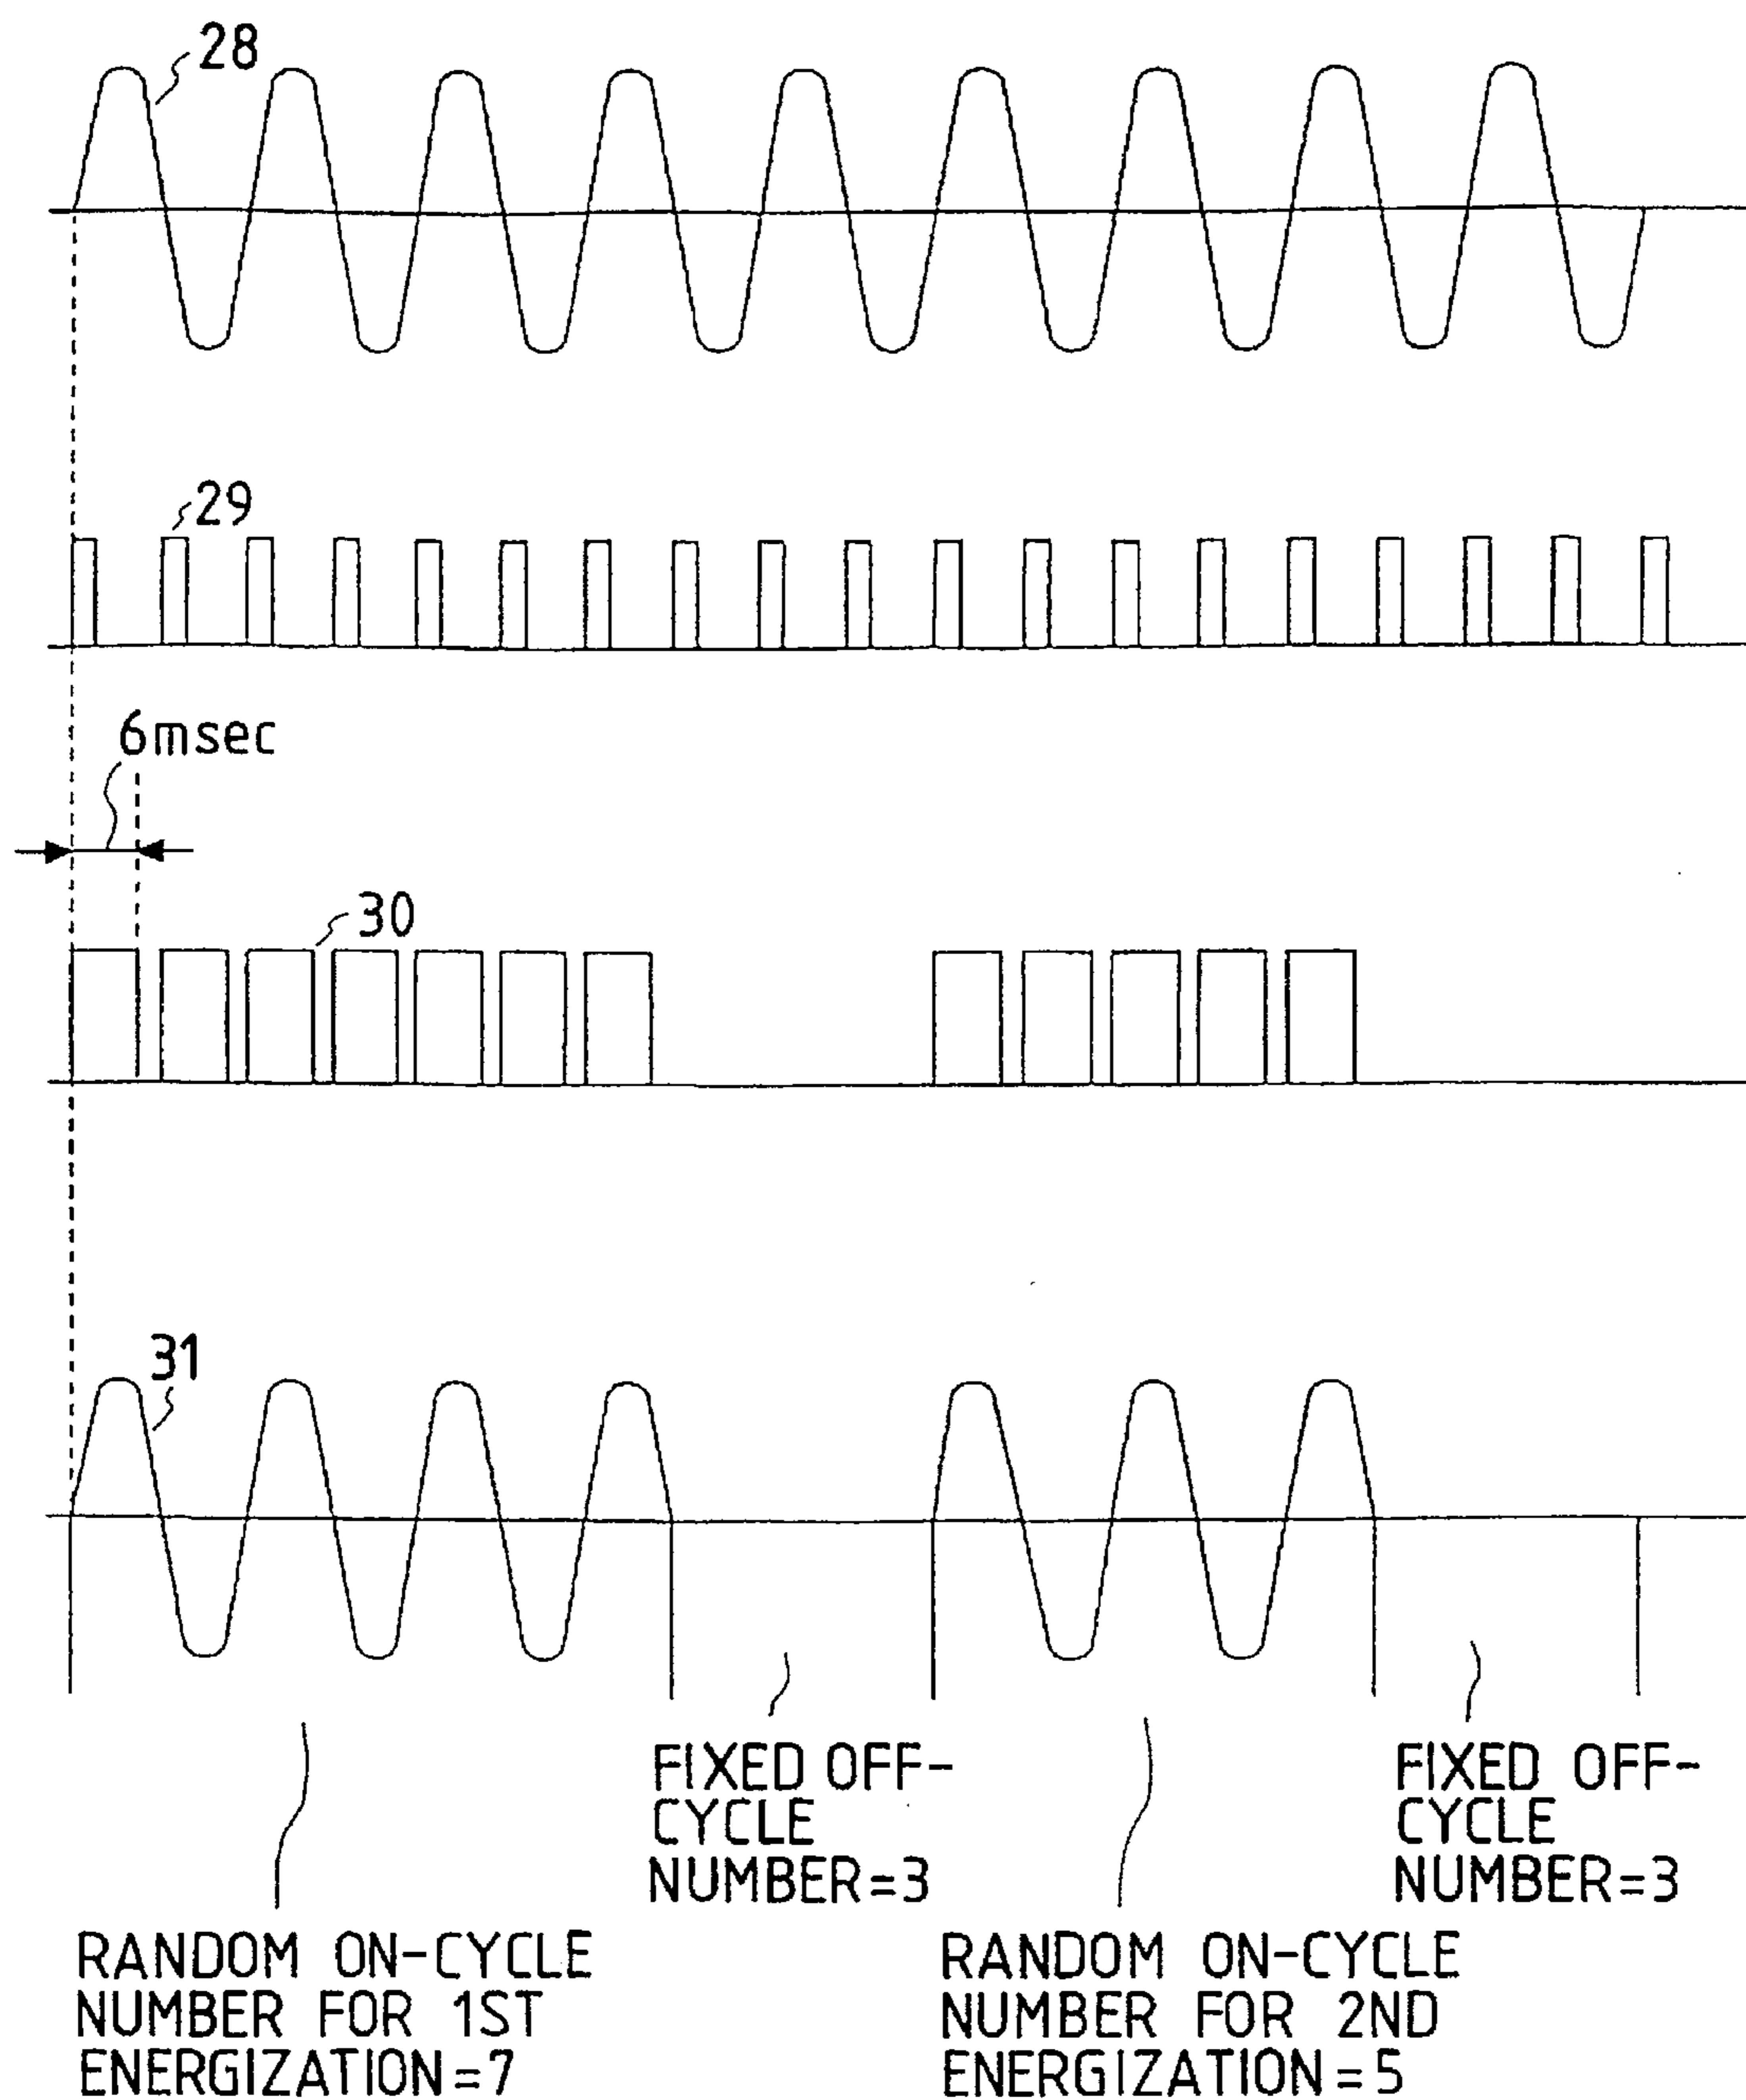 28
29
6msec
30
31
FIXED OFF-
CYCLE
NUMBER=3
FIXED OFF-
CYCLE
NUMBER=3
RANDOM ON-CYCLE
NUMBER FOR 1ST
ENERGIZATION=7
RANDOM ON-CYCLE
NUMBER FOR 2ND
ENERGIZATION=5